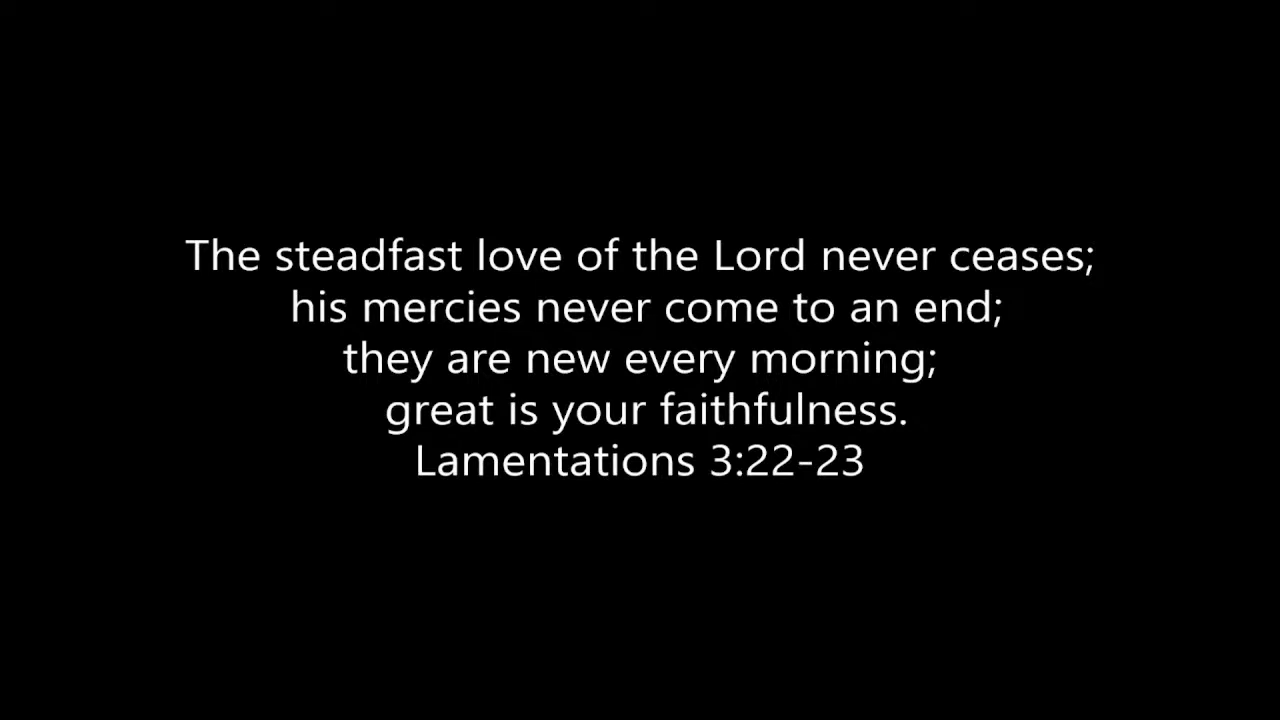 The steadfast love of the Lord never ceases;
his mercies never come to an end;
they are new every morning;
great is your faithfulness.
Lamentations 3:22-23